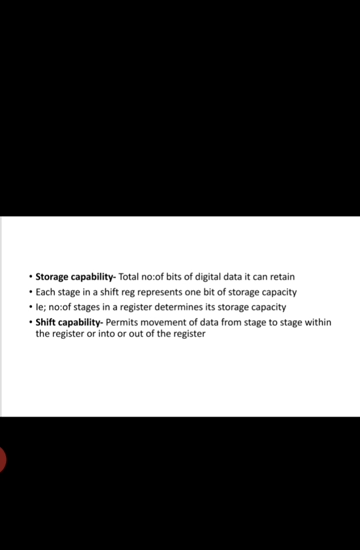 • Storage capability- Total no:of bits of digital data it can retain
• Each stage in a shift reg represents one bit of storage capacity
• Ie; no:of stages in a register determines its storage capacity
• Shift capability- Permits movement of data from stage to stage within
the register or into or out of the register